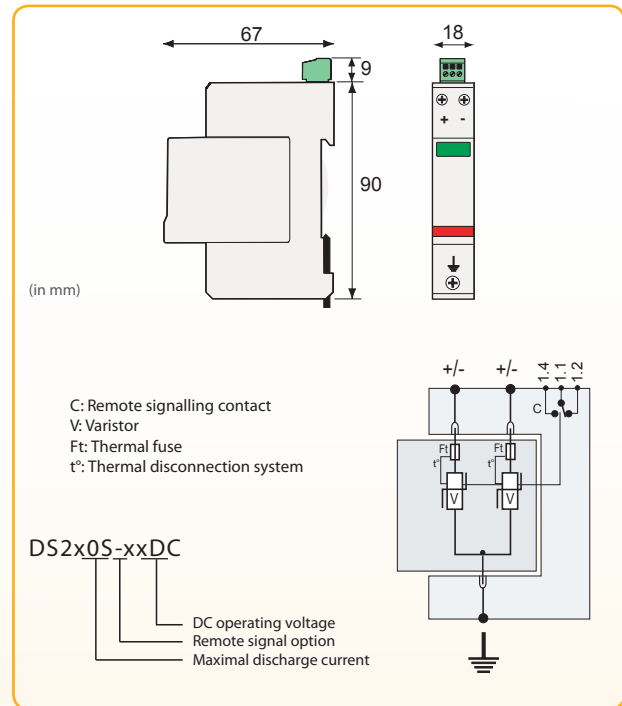 67
18
9
+ -
90
(in mm)
+/- +/-
1.4 1.1 1.2
C
C: Remote signalling contact
V: Varistor
Ft: Thermal fuse
t°: Thermal disconnection system
Ft Ft
t° t°
V V
DS2x0S-xxDC
DC operating voltage
Remote signal option
Maximal discharge current